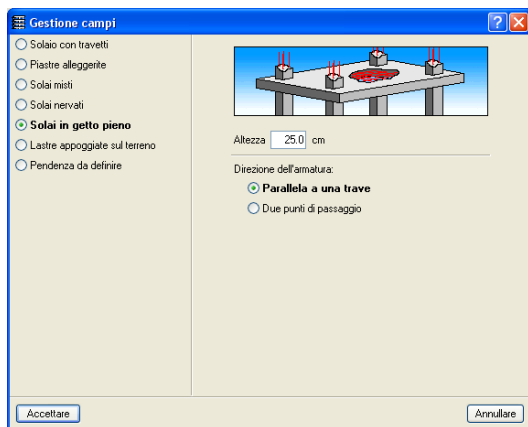 Gestione campi
Solaio con travetti
Piastre alleggerite
Solai misti
Solai nervati
Solai in getto pieno
Lastre appoggiate sul terreno
Pendenza da definire
Altezza 25.0 cm
Direzione dell'armatura:
Parallela a una trave
Due punti di passaggio
Accettare
Annullare